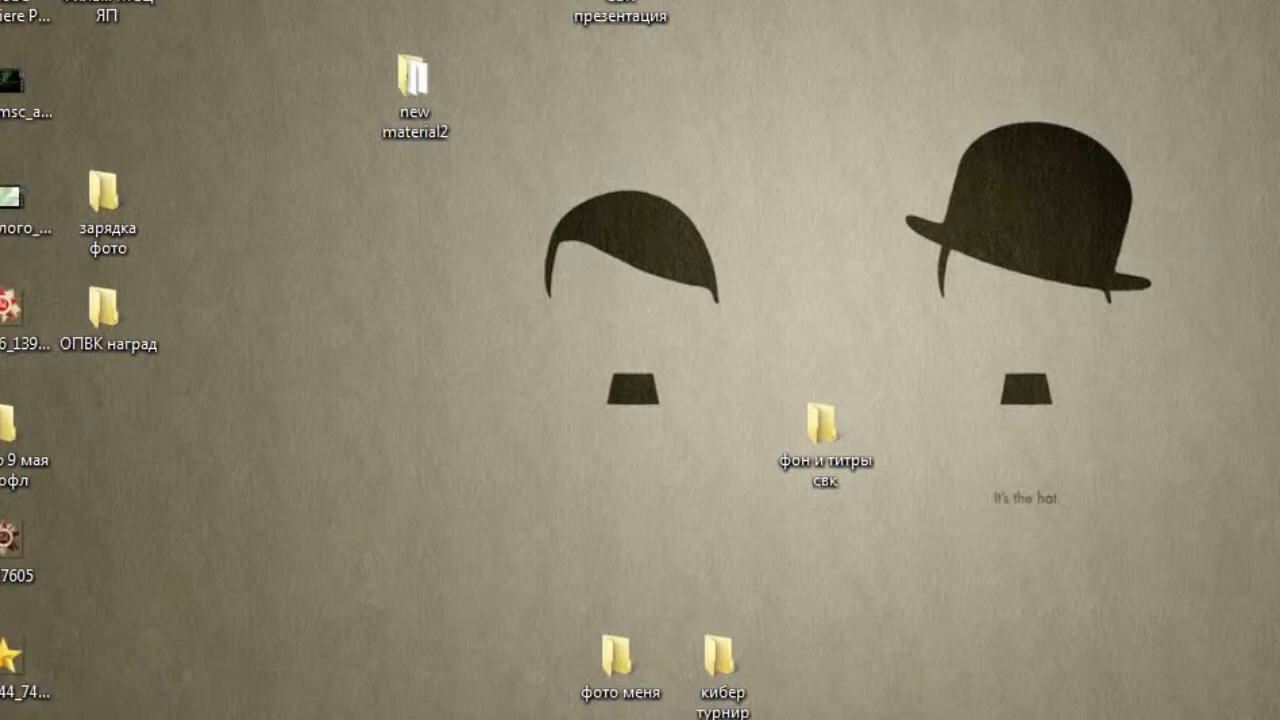 ere P...
ЯП
презентация
new
material2
msc_a...
лого_...
зарядка
фото
6_139...
ОПВК наград
9 мая
офл
фон и титры
свк
It's the hat.
7605
44_74...
фото меня
кибер
турнир